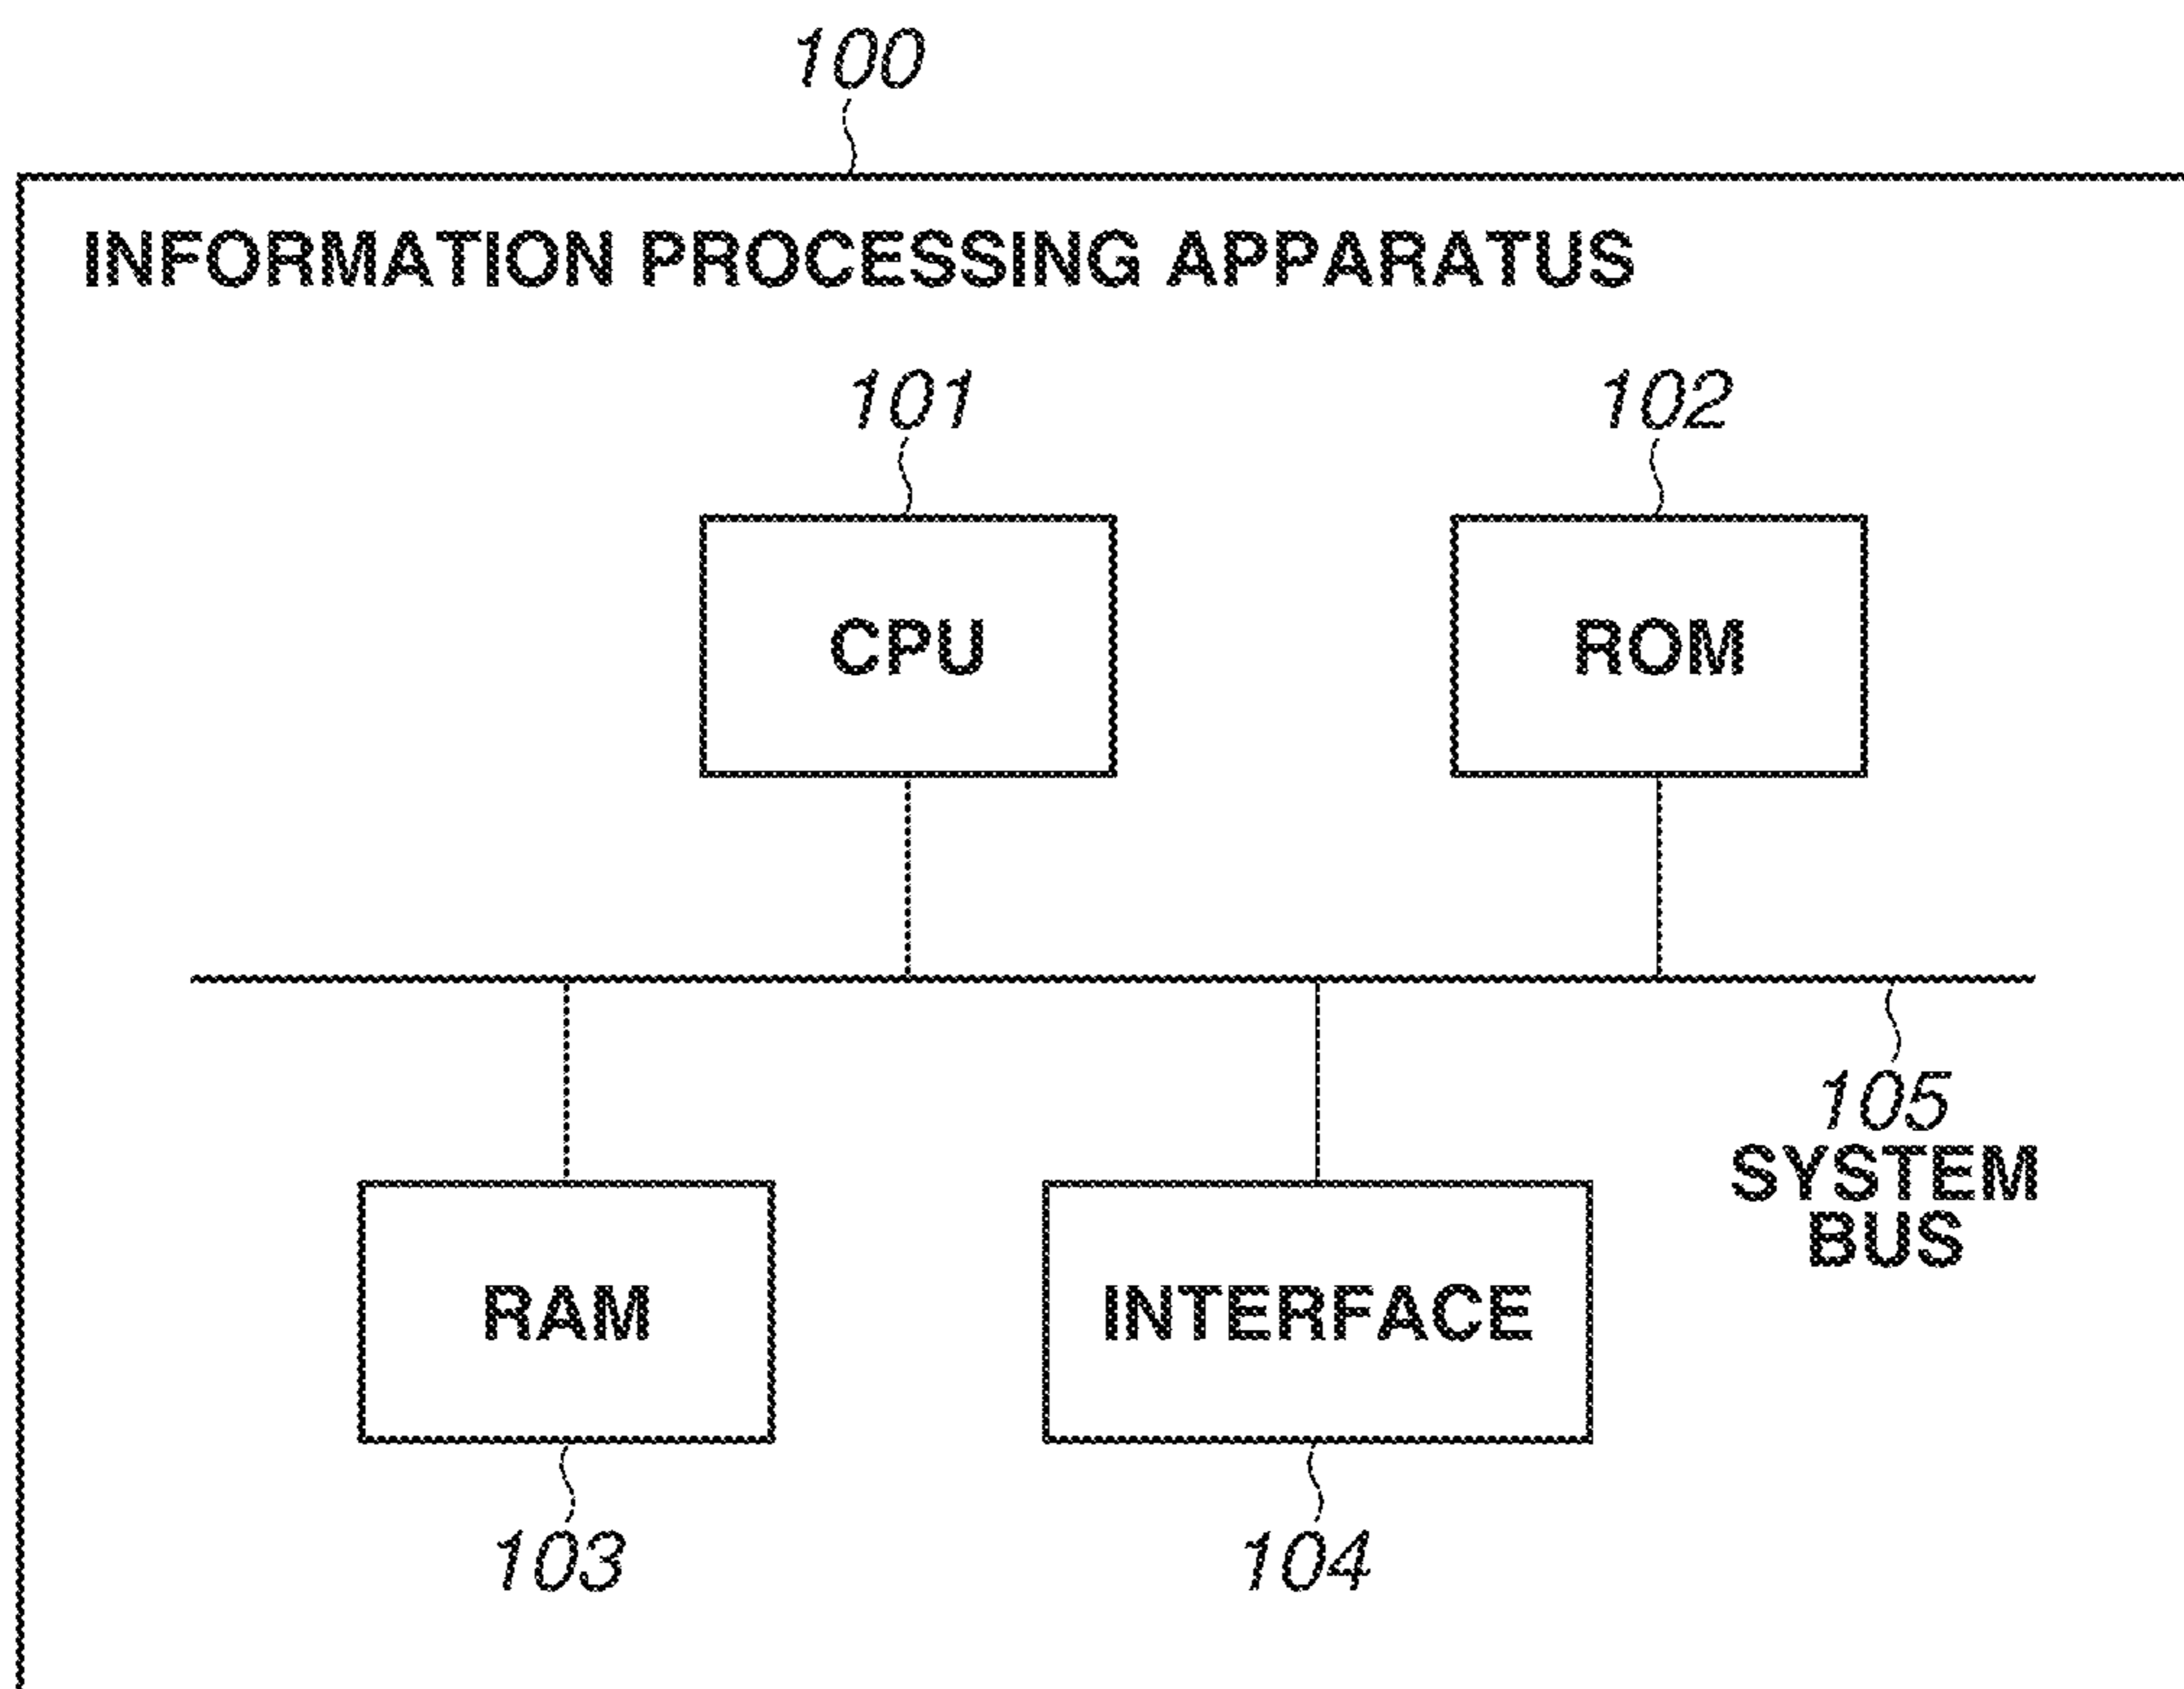 100
INFORMATION PROCESSING APPARATUS
101
102
CPU
ROM
105
SYSTEM
BUS
RAM
INTERFACE
103
104